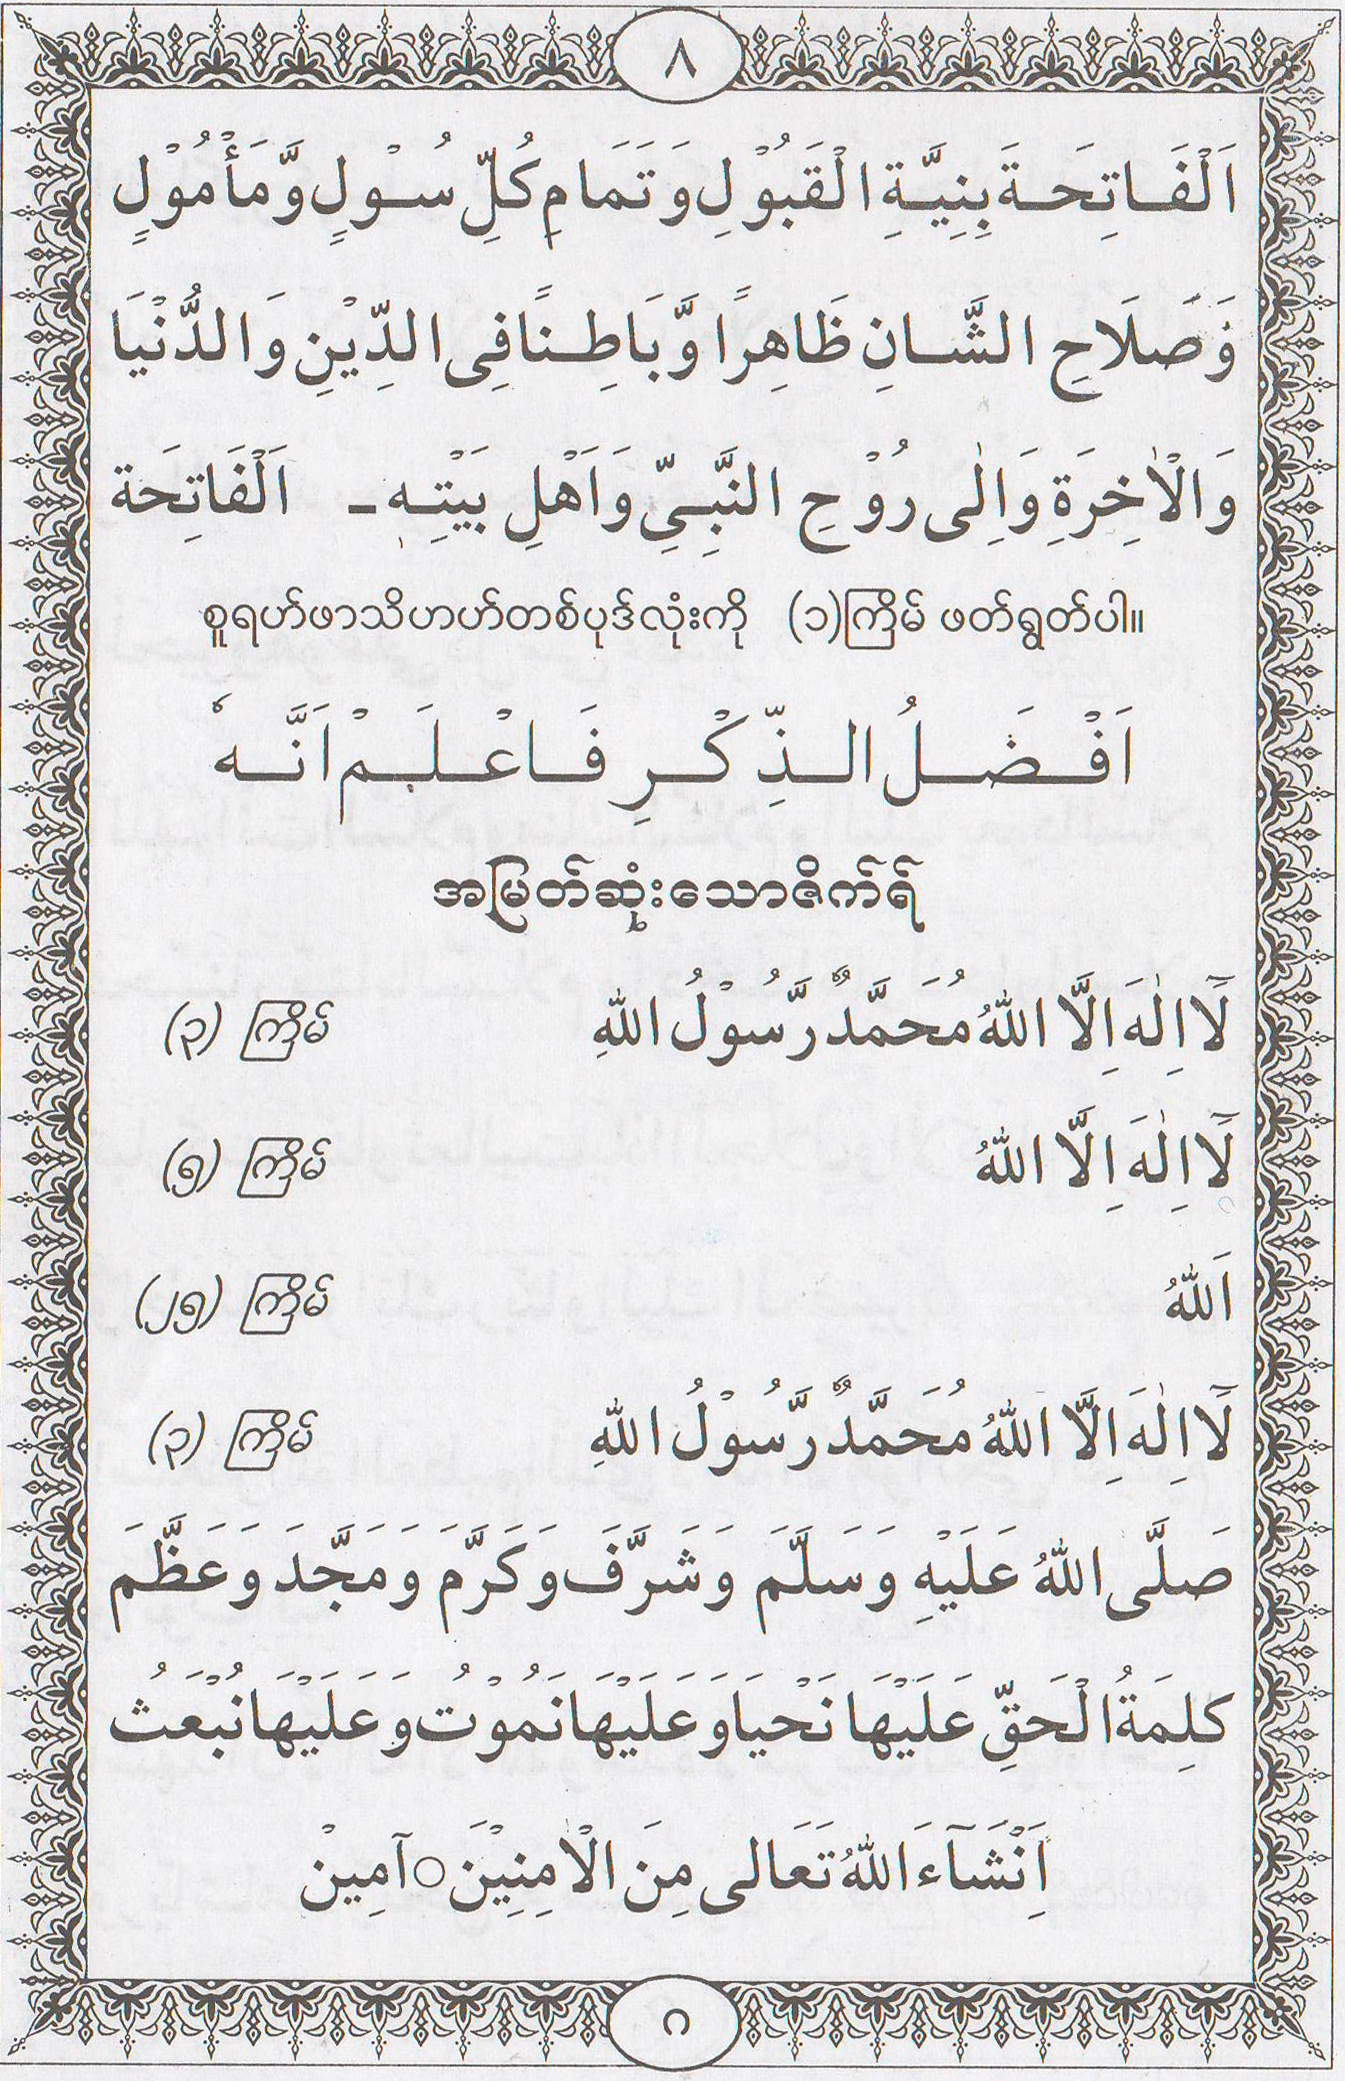 ٨
اَلْفَاتِحَةَ بِنِيَّةِ الْقَبُوْلِ وَ تَمَامِ كُلِّ سُوْلٍ وَّ مَأْمُوْلٍ
وَصَلَاحِ الشَّانِ ظَاهِرًا وَّ بَاطِنًا فِى الدِّيْنِ وَ الدُّنْيَا
وَ الْاٰخِرَةِ وَ اِلٰى رُوْحِ النَّبِيِّ وَ اَهْلِ بَيْتِهٖ ـ اَلْفَاتِحَة
စူရဟ်ဖာသိဟဟ်တစ်ပုဒ်လုံးကို (၁)ကြိမ် ဖတ်ရွတ်ပါ။
اَفْضَلُ الذِّكْرِ فَاعْلَمْ اَنَّهٗ
အမြတ်ဆုံးသောဇိက်ရ်
لَآ اِلٰهَ اِلَّا اللّٰهُ مُحَمَّدٌ رَّسُوْلُ اللّٰهِ (၃) ကြိမ်
لَآ اِلٰهَ اِلَّا اللّٰهُ (၅) ကြိမ်
اَللّٰهُ (၂၅) ကြိမ်
لَآ اِلٰهَ اِلَّا اللّٰهُ مُحَمَّدٌ رَّسُوْلُ اللّٰهِ (၃) ကြိမ်
صَلَّى اللّٰهُ عَلَيْهِ وَ سَلَّمَ وَ شَرَّفَ وَ كَرَّمَ وَ مَجَّدَ وَ عَظَّمَ
كَلِمَةُ الْحَقِّ عَلَيْهَا نَحْيَا وَ عَلَيْهَا نَمُوْتُ وَ عَلَيْهَا نُبْعَثُ
اِنْشَآءَ اللّٰهُ تَعَالٰى مِنَ الْاٰمِنِيْنَ ○ آمِيْنْ
၈